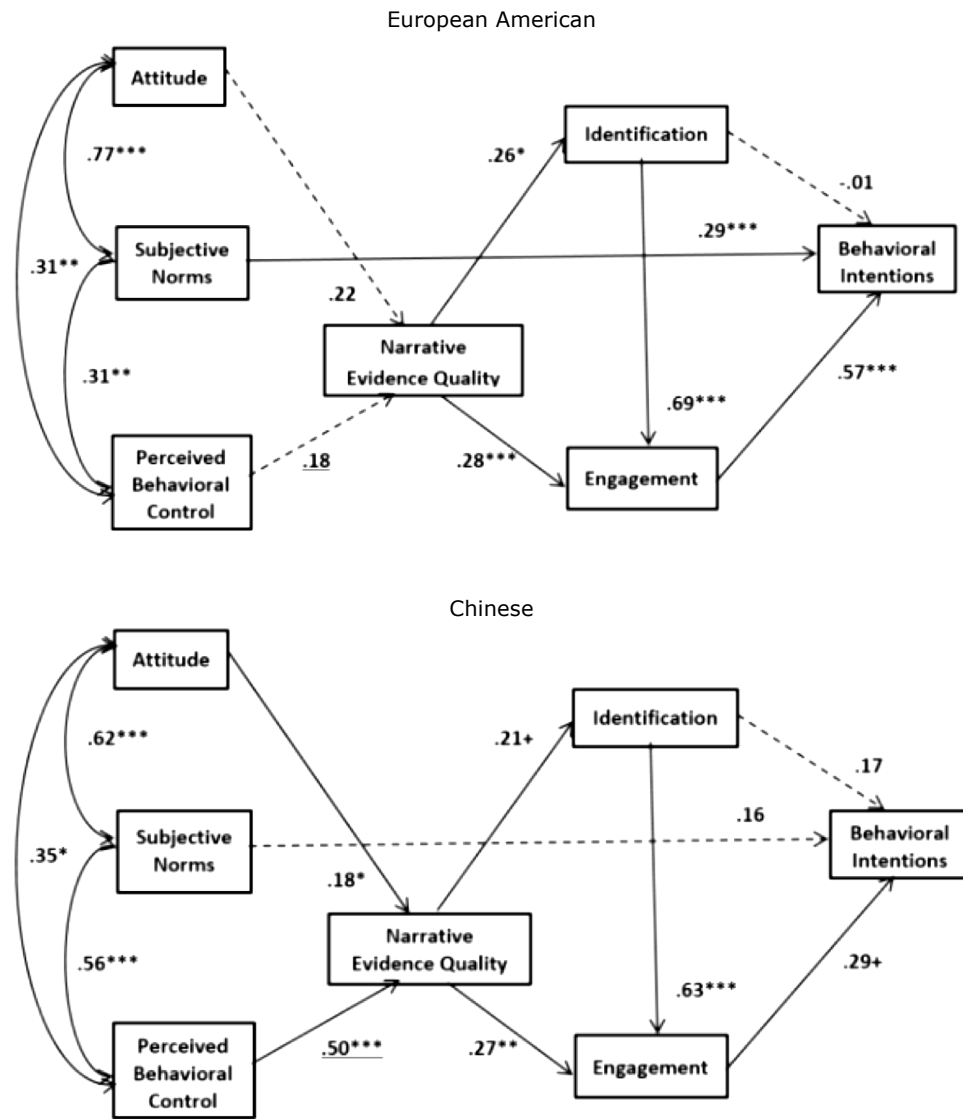 European American
Attitude
Identification
.26*
.77***
-.01
Subjective
Norms
.29***
Behavioral
Intentions
.31**
.22
Narrative
Evidence Quality
.31**
.57***
.69***
Perceived
Behavioral
Control
.18
.28***
Engagement
Chinese
Attitude
Identification
.62***
.21+
.17
Subjective
Norms
.16
Behavioral
Intentions
.35*
.18*
Narrative
Evidence Quality
.56***
.29+
.63***
Perceived
Behavioral
Control
.50***
.27**
Engagement